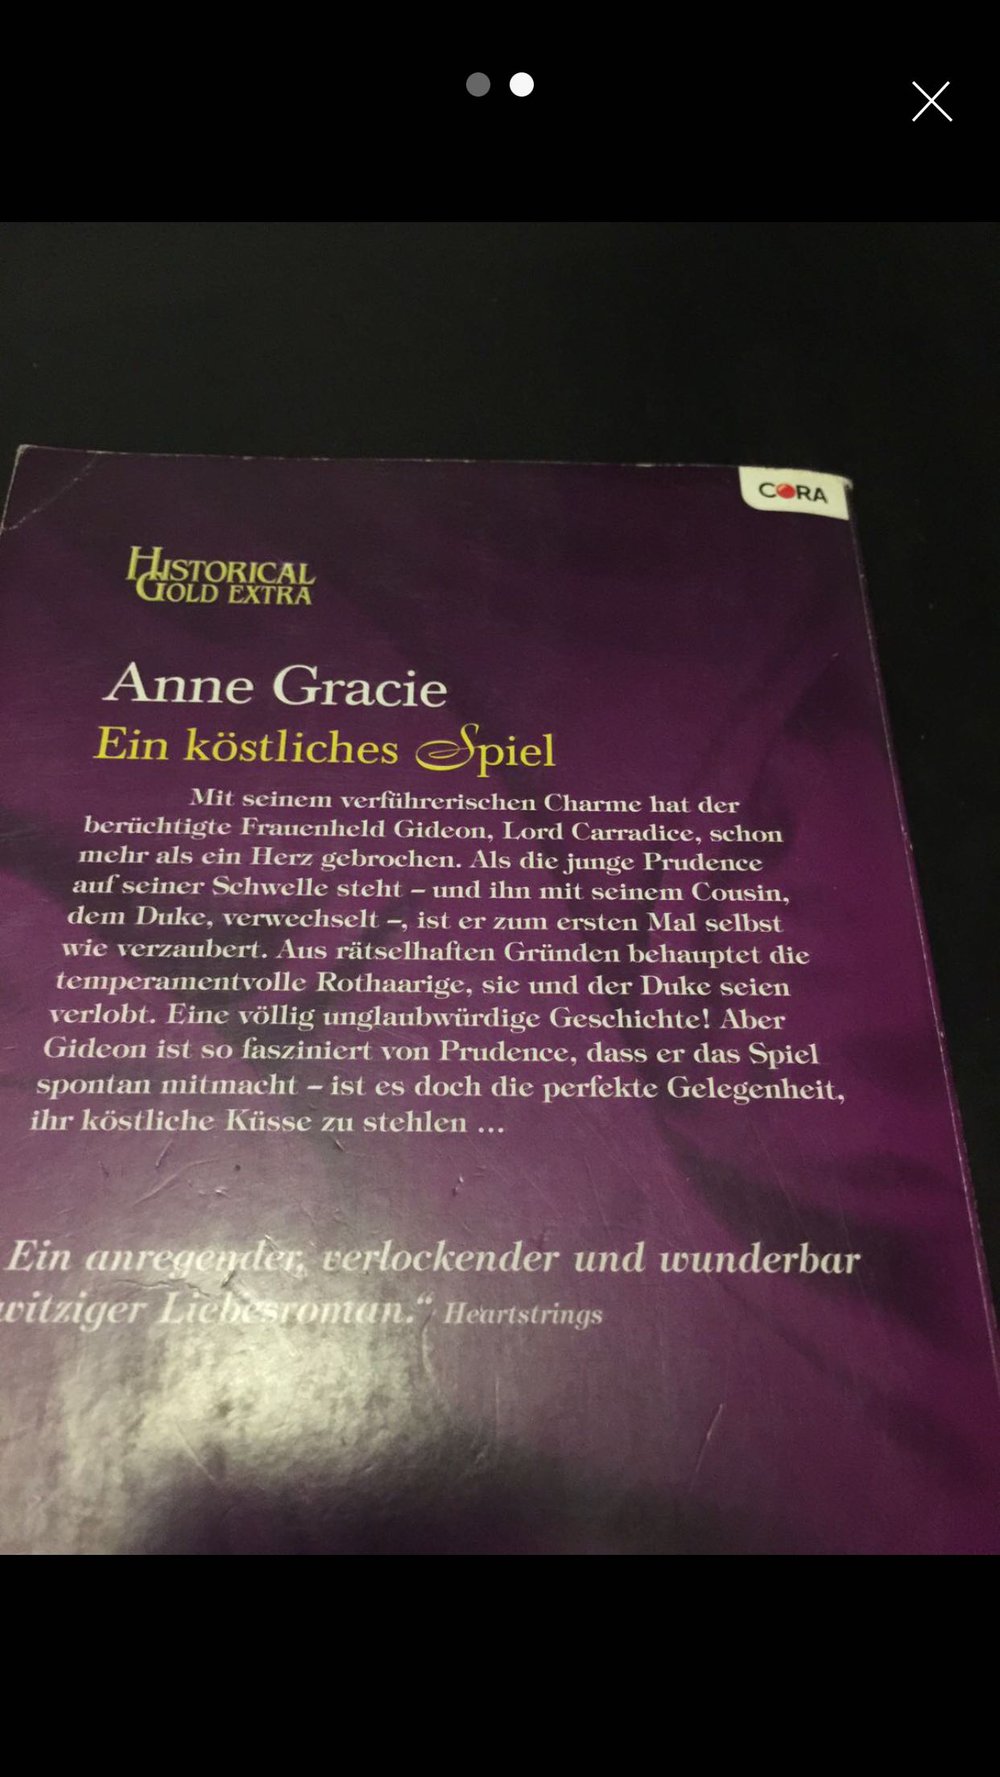 CORA
HISTORICAL
GOLD EXTRA
Anne Gracie
Ein köstliches Spiel
Mit seinem verführerischen Charme hat der
berüchtigte Frauenheld Gideon, Lord Carradice, schon
mehr als ein Herz gebrochen. Als die junge Prudence
auf seiner Schwelle steht – und ihn mit seinem Cousin,
dem Duke, verwechselt –, ist er zum ersten Mal selbst
wie verzaubert. Aus rätselhaften Gründen behauptet die
temperamentvolle Rothaarige, sie und der Duke seien
verlobt. Eine völlig unglaubwürdige Geschichte! Aber
Gideon ist so fasziniert von Prudence, dass er das Spiel
spontan mitmacht – ist es doch die perfekte Gelegenheit,
ihr köstliche Küsse zu stehlen ...
Ein anregender, verlockender und wunderbar
witziger Liebesroman.“ Heartstrings